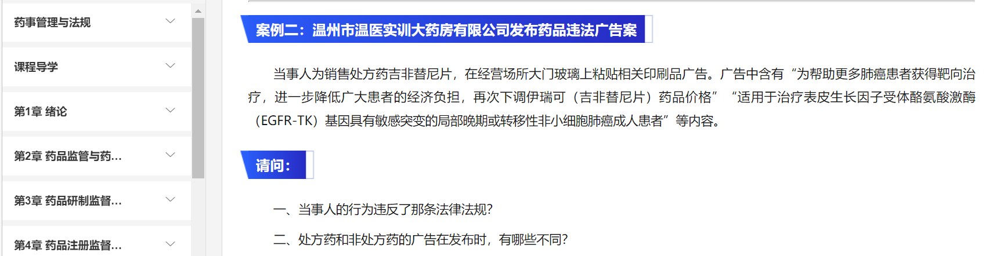 药事管理与法规
课程导学
第1章 绪论
第2章 药品监管与药...
第3章 药品研制监督...
第4章 药品注册监督...
案例二：温州市温医实训大药房有限公司发布药品违法广告案
当事人为销售处方药吉非替尼片，在经营场所大门玻璃上粘贴相关印刷品广告。广告中含有“为帮助更多肺癌患者获得靶向治
疗，进一步降低广大患者的经济负担，再次下调伊瑞可（吉非替尼片）药品价格”“适用于治疗表皮生长因子受体酪氨酸激酶
（EGFR-TK）基因具有敏感突变的局部晚期或转移性非小细胞肺癌成人患者”等内容。
请问：
一、当事人的行为违反了那条法律法规？
二、处方药和非处方药的广告在发布时，有哪些不同？